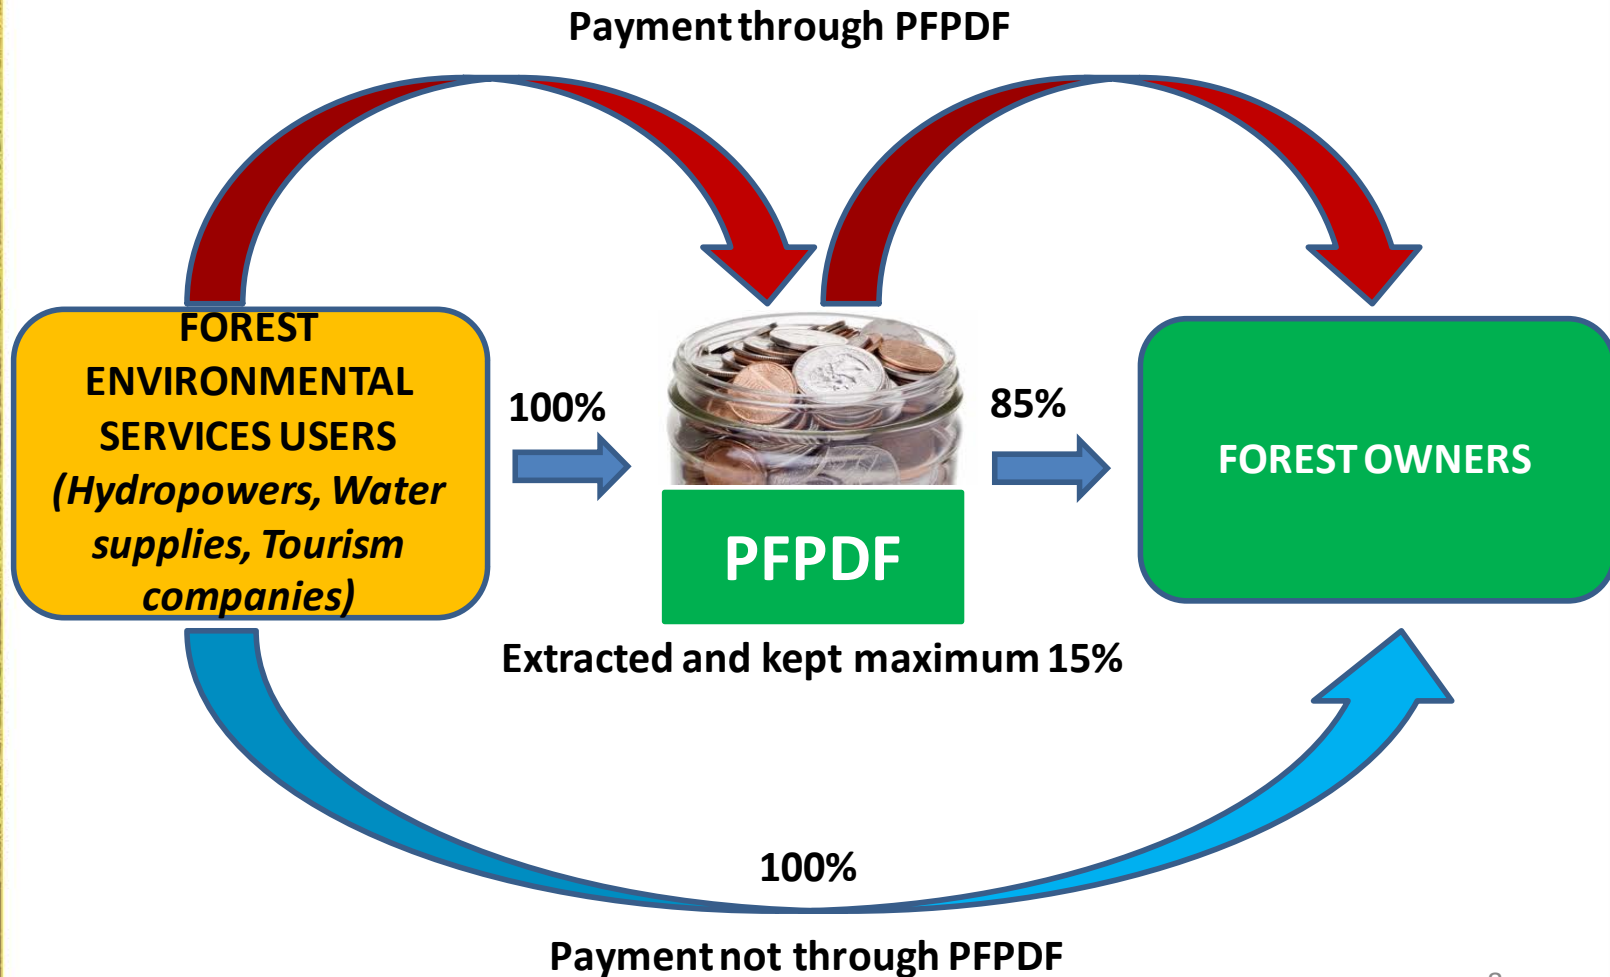 Payment through PFPDF
FOREST
ENVIRONMENTAL
SERVICES USERS
(Hydropowers, Water
supplies, Tourism
companies)
100%
85%
FOREST OWNERS
PFPDF
Extracted and kept maximum 15%
100%
Payment not through PFPDF